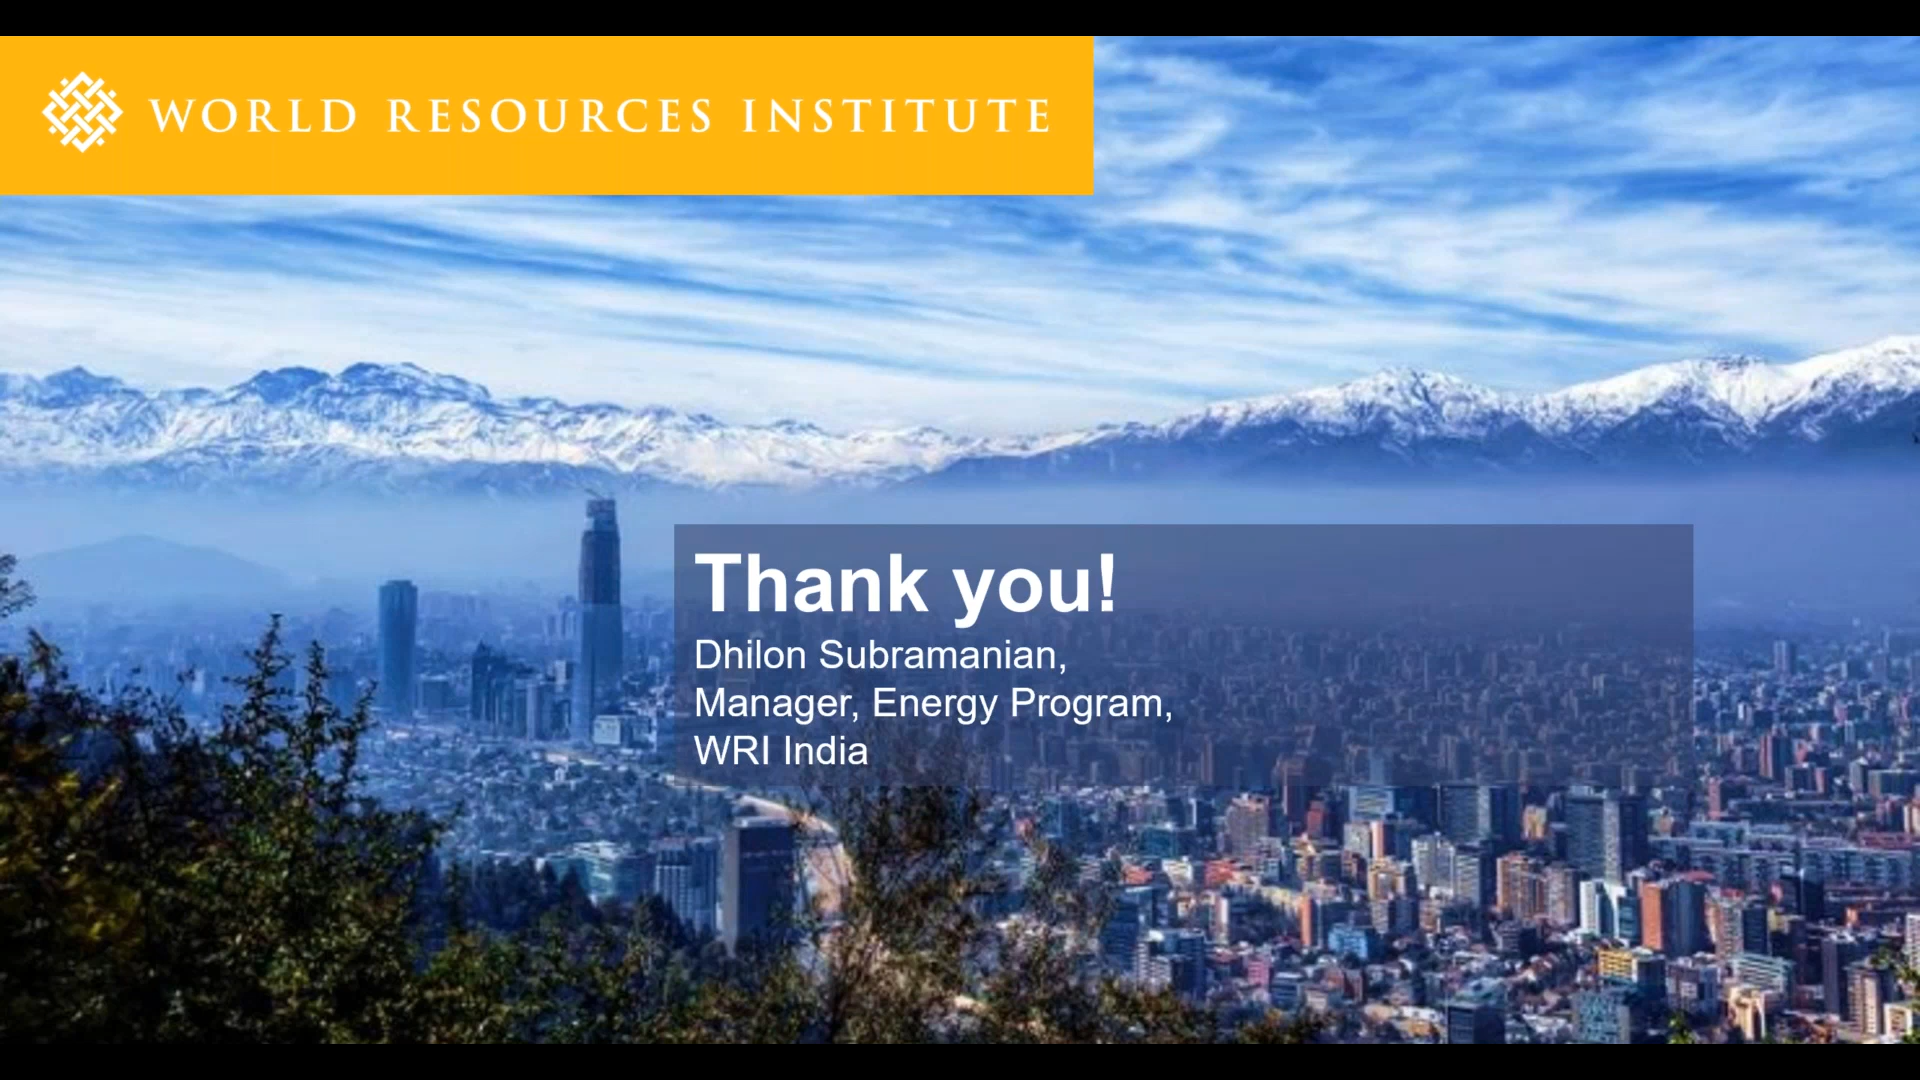 WORLD RESOURCES INSTITUTE
Thank you!
Dhilon Subramanian,
Manager, Energy Program,
WRI India